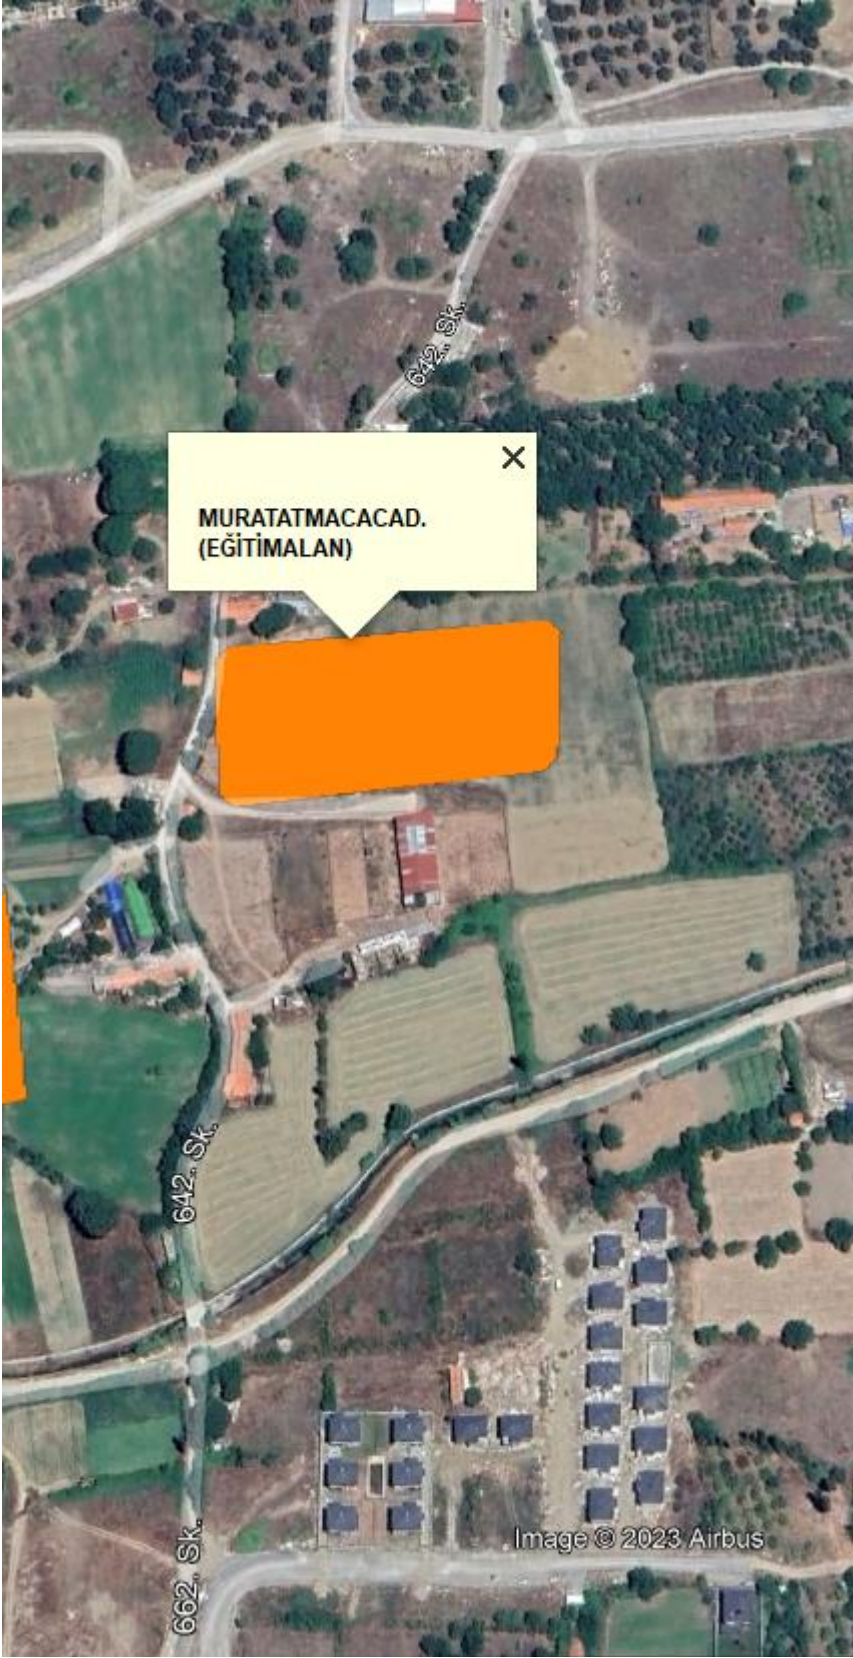 642. Sk.
MURATATMACACAD.
(EĞİTİMALAN)
642. Sk.
Image © 2023 Airbus
662. Sk.